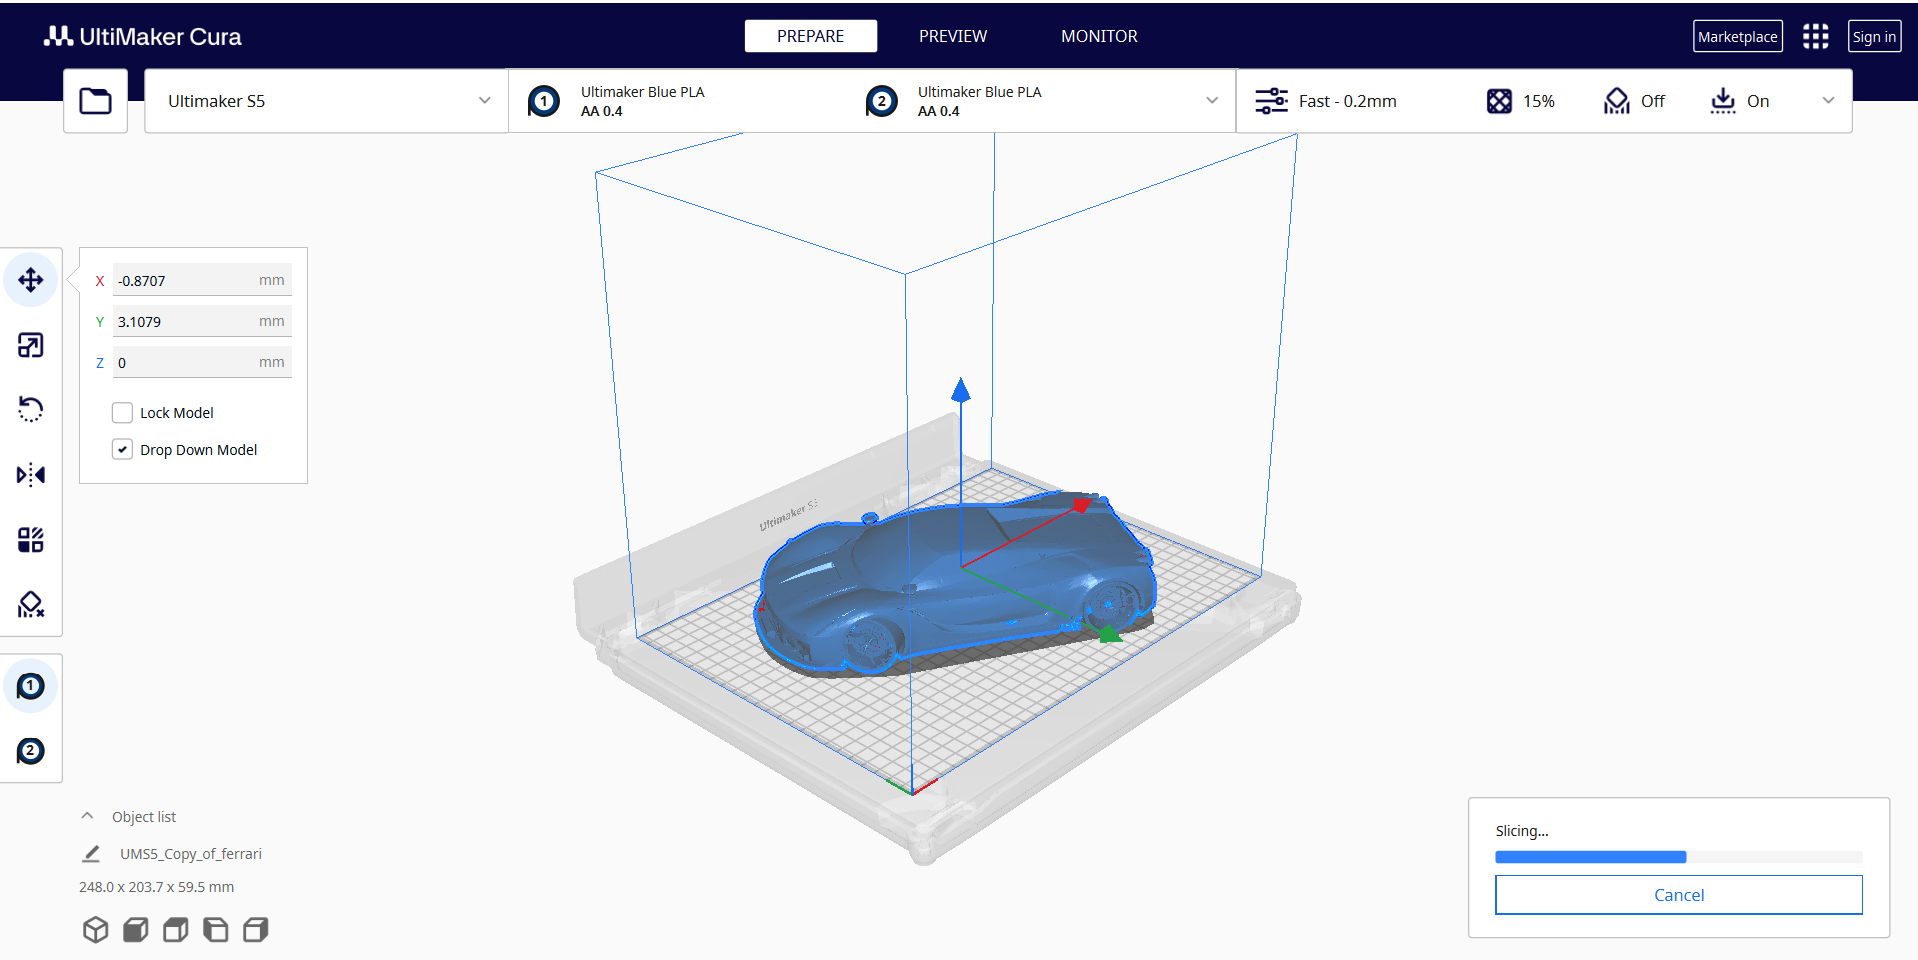 UltiMaker Cura
PREPARE
PREVIEW
MONITOR
Marketplace
Sign in
Ultimaker S5
1
Ultimaker Blue PLA
AA 0.4
2
Ultimaker Blue PLA
AA 0.4
Fast - 0.2mm
15%
Off
On
X -0.8707 mm
Y 3.1079 mm
Z 0 mm
Lock Model
Drop Down Model
Ultimaker S5
1
2
Object list
UMS5_Copy_of_ferrari
248.0 x 203.7 x 59.5 mm
Slicing...
Cancel